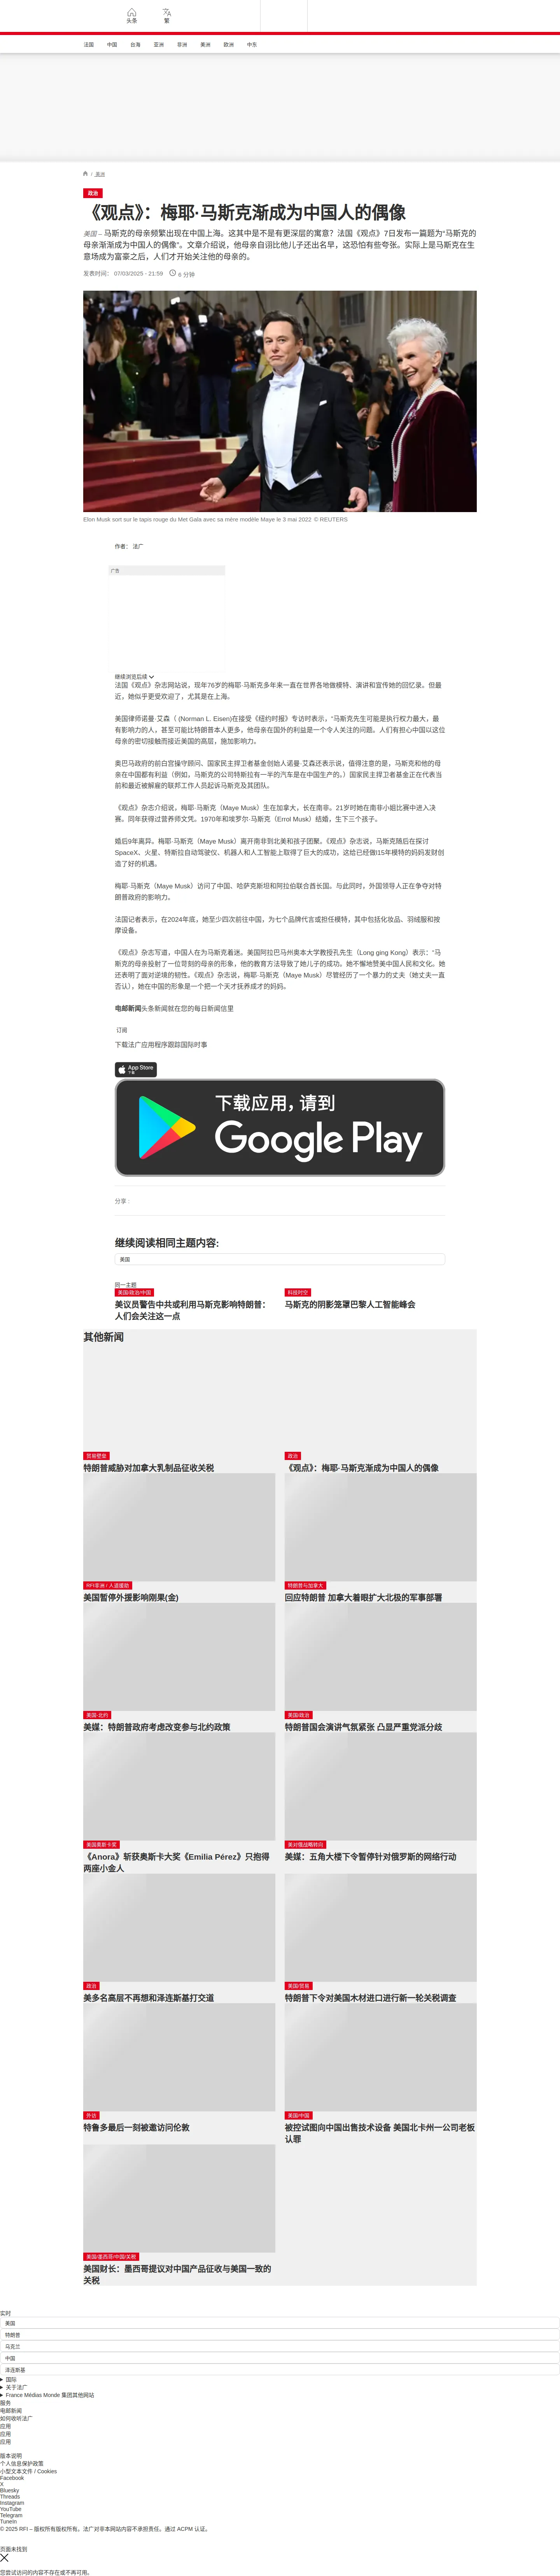 头条
繁
法国
中国
台海
亚洲
非洲
美洲
欧洲
中东
/ 美洲
政治
《观点》：梅耶·马斯克渐成为中国人的偶像
美国 – 马斯克的母亲频繁出现在中国上海。这其中是不是有更深层的寓意？法国《观点》7日发布一篇题为“马斯克的
母亲渐渐成为中国人的偶像”。文章介绍说，他母亲自诩比他儿子还出名早，这恐怕有些夸张。实际上是马斯克在生
意场成为富豪之后，人们才开始关注他的母亲的。
发表时间： 07/03/2025 - 21:59
6 分钟
Elon Musk sort sur le tapis rouge du Met Gala avec sa mère modèle Maye le 3 mai 2022 © REUTERS
作者： 法广
广告
继续浏览后续
法国《观点》杂志网站说，现年76岁的梅耶·马斯克多年来一直在世界各地做模特、演讲和宣传她的回忆录。但最
近，她似乎更受欢迎了，尤其是在上海。
美国律师诺曼·艾森（ (Norman L. Eisen)在接受《纽约时报》专访时表示，“马斯克先生可能是执行权力最大，最
有影响力的人，甚至可能比特朗普本人更多，他母亲在国外的利益是一个令人关注的问题。人们有担心中国以这位
母亲的密切接触而接近美国的高层，施加影响力。
奥巴马政府的前白宫操守顾问、国家民主捍卫者基金创始人诺曼·艾森还表示说，值得注意的是，马斯克和他的母
亲在中国都有利益（例如，马斯克的公司特斯拉有一半的汽车是在中国生产的。）国家民主捍卫者基金正在代表当
前和最近被解雇的联邦工作人员起诉马斯克及其团队。
《观点》杂志介绍说，梅耶·马斯克（Maye Musk）生在加拿大，长在南非。21岁时她在南非小姐比赛中进入决
赛。同年获得过营养师文凭。1970年和埃罗尔·马斯克（Errol Musk）结婚，生下三个孩子。
婚后9年离异。梅耶·马斯克（Maye Musk）离开南非到北美和孩子团聚。《观点》杂志说，马斯克随后在探讨
SpaceX、火星、特斯拉自动驾驶仪、机器人和人工智能上取得了巨大的成功，这给已经做l15年模特的妈妈发财创
造了好的机遇。
梅耶·马斯克（Maye Musk）访问了中国、哈萨克斯坦和阿拉伯联合酋长国。与此同时，外国领导人正在争夺对特
朗普政府的影响。
法国记者表示，在2024年底，她至少四次前往中国，为七个品牌代言或担任模特，其中包括化妆品、羽绒服和按
摩设备。
《观点》杂志写道，中国人在为马斯克着迷。美国阿拉巴马州奥本大学教授孔先生（Long ging Kong）表示：“马
斯克的母亲投射了一位苛刻的母亲的形象，他的教育方法导致了她儿子的成功。她不懈地赞美中国人民和文化。她
还表明了面对逆境的韧性。《观点》杂志说，梅耶·马斯克（Maye Musk）尽管经历了一个暴力的丈夫（她丈夫一直
否认），她在中国的形象是一个把一个天才抚养成才的妈妈。
电邮新闻头条新闻就在您的每日新闻信里
订阅
下载法广应用程序跟踪国际时事
App Store
下载
下载应用，请到
Google Play
分享 :
继续阅读相同主题内容:
美国
同一主题
美国/政治/中国
美议员警告中共或利用马斯克影响特朗普：
人们会关注这一点
科技时空
马斯克的阴影笼罩巴黎人工智能峰会
其他新闻
贸易壁垒
特朗普威胁对加拿大乳制品征收关税
政治
《观点》：梅耶·马斯克渐成为中国人的偶像
RFI非洲 / 人道援助
美国暂停外援影响刚果(金)
特朗普与加拿大
回应特朗普 加拿大着眼扩大北极的军事部署
美国-北约
美媒：特朗普政府考虑改变参与北约政策
美国/政治
特朗普国会演讲气氛紧张 凸显严重党派分歧
美国奥斯卡奖
《Anora》斩获奥斯卡大奖《Emilia Pérez》只抱得
两座小金人
美对俄战略转向
美媒：五角大楼下令暂停针对俄罗斯的网络行动
政治
美多名高层不再想和泽连斯基打交道
美国/贸易
特朗普下令对美国木材进口进行新一轮关税调查
外访
特鲁多最后一刻被邀访问伦敦
美国/中国
被控试图向中国出售技术设备 美国北卡州一公司老板
认罪
美国/墨西哥/中国/关税
美国财长：墨西哥提议对中国产品征收与美国一致的
关税
实时
美国
特朗普
乌克兰
中国
泽连斯基
国际
关于法广
France Médias Monde 集团其他网站
服务
电邮新闻
如何收听法广
应用
应用
应用
版本说明
个人信息保护政策
小型文本文件 / Cookies
Facebook
X
Bluesky
Threads
Instagram
YouTube
Telegram
TuneIn
© 2025 RFI – 版权所有版权所有。法广对非本网站内容不承担责任。通过 ACPM 认证。
页面未找到
您尝试访问的内容不存在或不再可用。